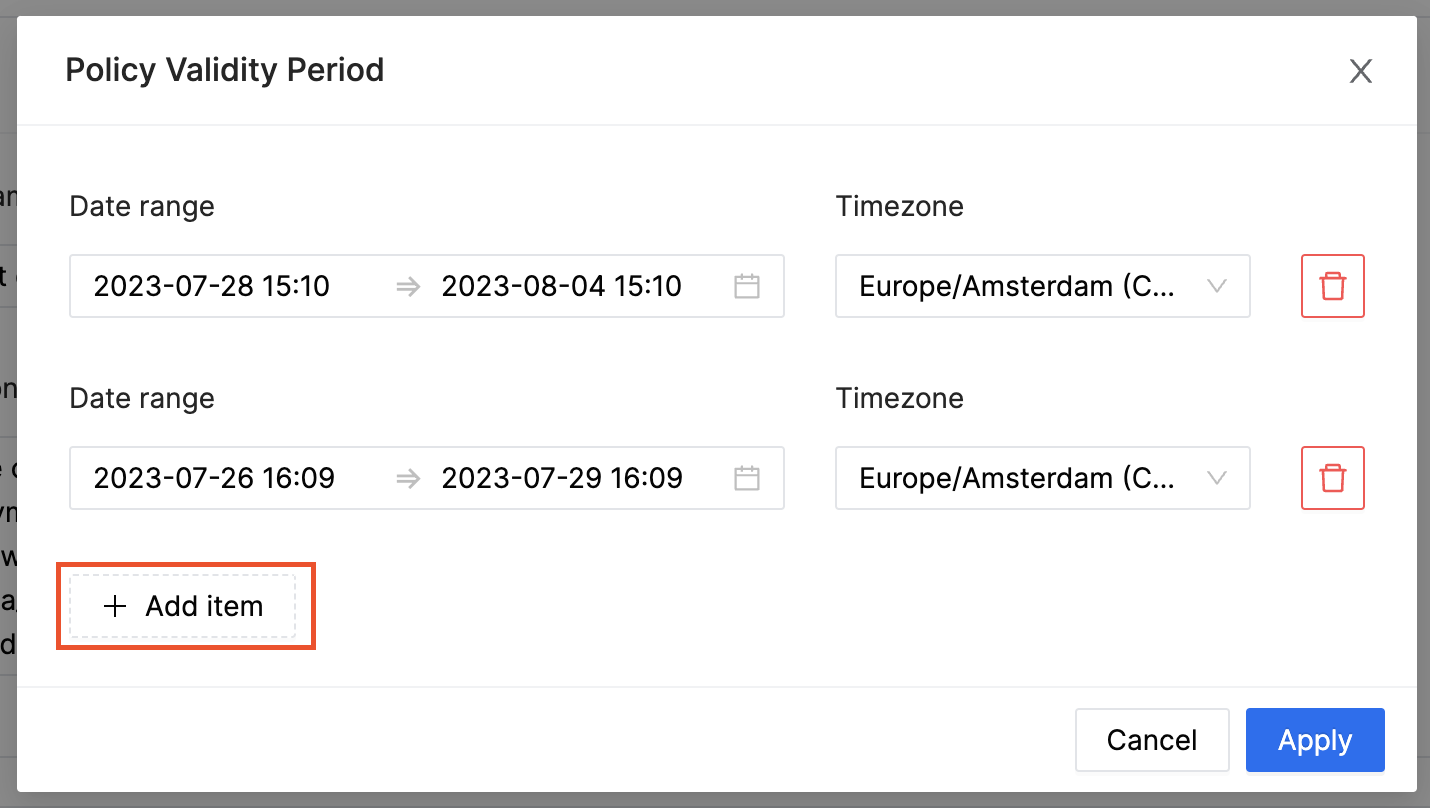 Policy Validity Period
Date range Timezone
2023-07-28 15:10 2023-08-04 15:10 Europe/Amsterdam (C...
Date range Timezone
2023-07-26 16:09 2023-07-29 16:09 Europe/Amsterdam (C...
+ Add item
Cancel Apply